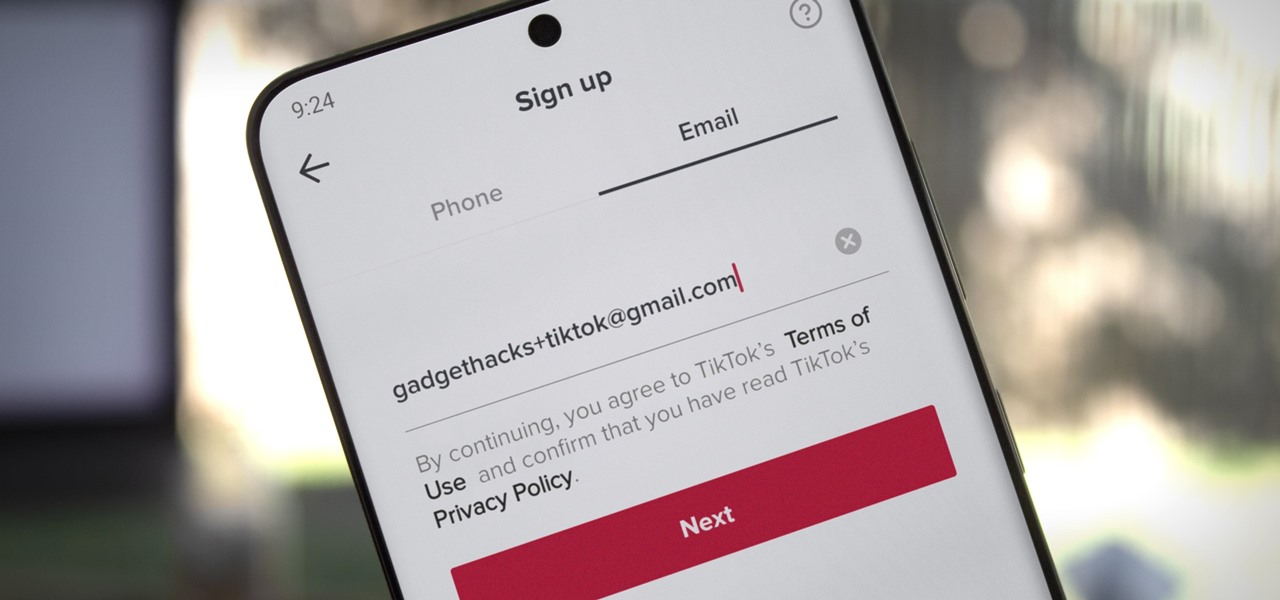 9:24
Sign up
Phone
Email
gadgethacks+tiktok@gmail.com
By continuing, you agree to TikTok's Terms of
Use and confirm that you have read TikTok's
Privacy Policy.
Next